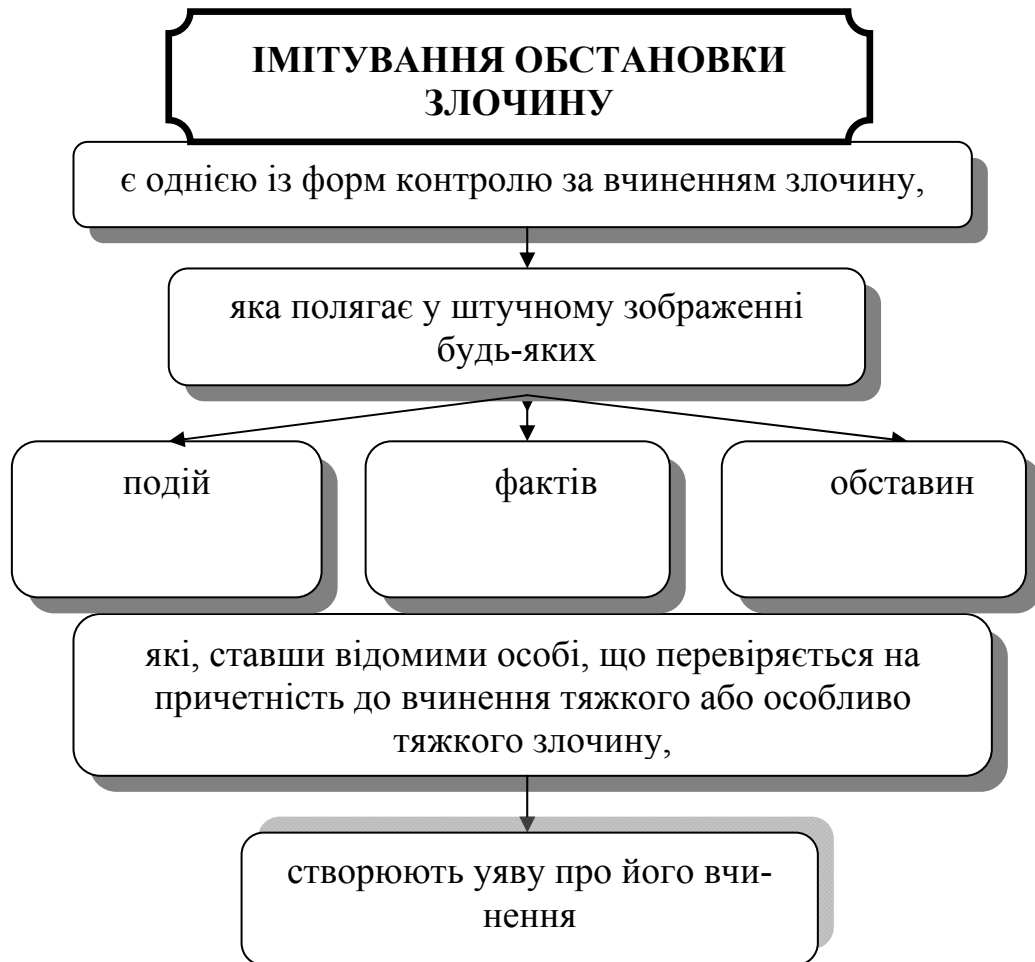 ІМІТУВАННЯ ОБСТАНОВКИ
ЗЛОЧИНУ
є однією із форм контролю за вчиненням злочину,
яка полягає у штучному зображенні
будь-яких
подій
фактів
обставин
які, ставши відомими особі, що перевіряється на
причетність до вчинення тяжкого або особливо
тяжкого злочину,
створюють уяву про його вчи-
нення